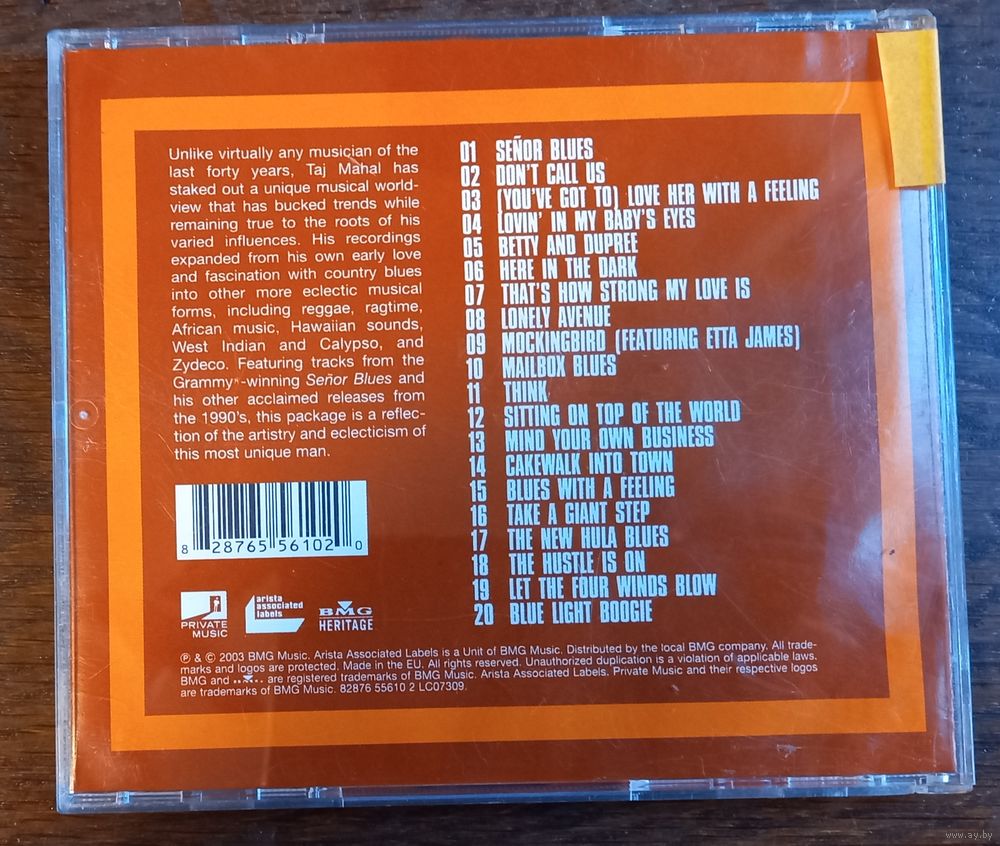 Unlike virtually any musician of the
last forty years, Taj Mahal has
staked out a unique musical world-
view that has bucked trends while
remaining true to the roots of his
varied influences. His recordings
expanded from his own early love
and fascination with country blues
into other more eclectic musical
forms, including reggae, ragtime,
African music, Hawaiian sounds,
West Indian and Calypso, and
Zydeco. Featuring tracks from the
Grammy®-winning Señor Blues and
his other acclaimed releases from
the 1990's, this package is a reflec-
tion of the artistry and eclecticism of
this most unique man.
01 SEÑOR BLUES
02 DON'T CALL US
03 (YOU'VE GOT TO) LOVE HER WITH A FEELING
04 LOVIN' IN MY BABY'S EYES
05 BETTY AND DUPREE
06 HERE IN THE DARK
07 THAT'S HOW STRONG MY LOVE IS
08 LONELY AVENUE
09 MOCKINGBIRD (FEATURING ETTA JAMES)
10 MAILBOX BLUES
11 THINK
12 SITTING ON TOP OF THE WORLD
13 MIND YOUR OWN BUSINESS
14 CAKEWALK INTO TOWN
15 BLUES WITH A FEELING
16 TAKE A GIANT STEP
17 THE NEW HULA BLUES
18 THE HUSTLE IS ON
19 LET THE FOUR WINDS BLOW
20 BLUE LIGHT BOOGIE
8 28765 56102 0
PRIVATE
MUSIC
arista
associated
labels
BMG
HERITAGE
℗ & © 2003 BMG Music. Arista Associated Labels is a Unit of BMG Music. Distributed by the local BMG company. All trade-
marks and logos are protected. Made in the EU. All rights reserved. Unauthorized duplication is a violation of applicable laws.
BMG and are registered trademarks of BMG Music. Arista Associated Labels. Private Music and their respective logos
are trademarks of BMG Music. 82876 55610 2 LC07309.
www.ay.by